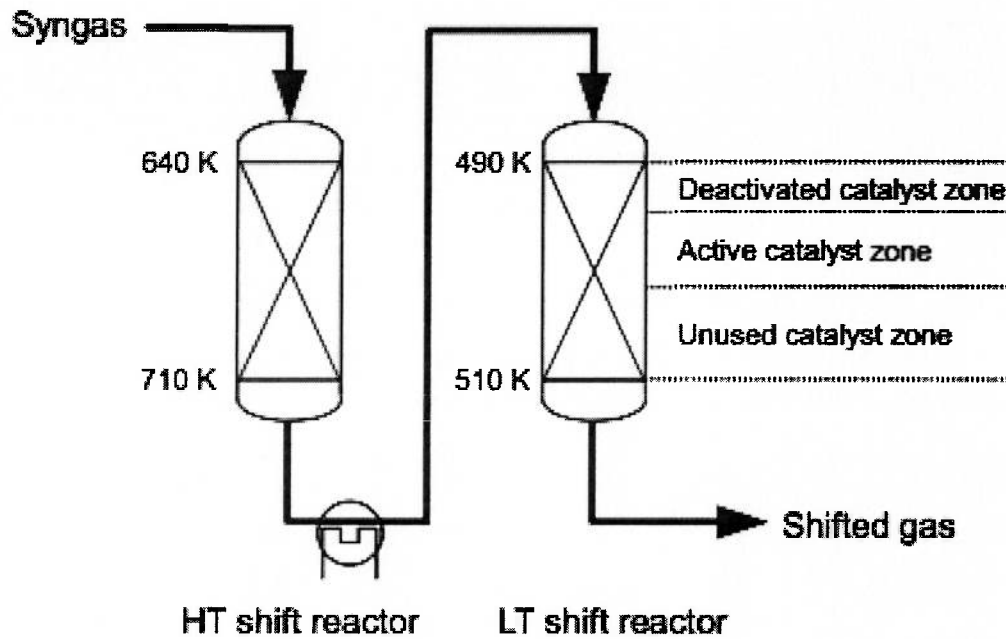 Syngas
640 K
490 K
Deactivated catalyst zone
Active catalyst zone
Unused catalyst zone
710 K
510 K
Shifted gas
HT shift reactor
LT shift reactor